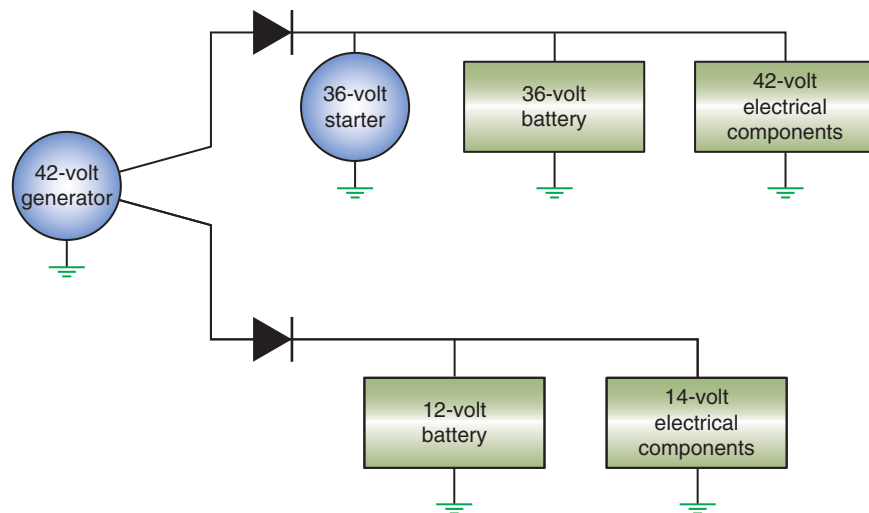 42-volt
generator
36-volt
starter
36-volt
battery
42-volt
electrical
components
12-volt
battery
14-volt
electrical
components